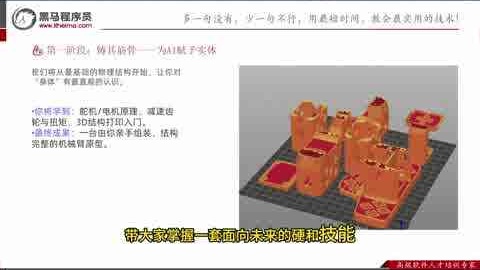 黑马程序员
www.itheima.com
多一句没有,少一句不行,用最短时间,教会最实用的技术!
第一阶段:铸其筋骨——为AI赋予实体
我们将从最基础的物理结构开始,让你对
“身体”有最直观的认识。
•你将学到:舵机/电机原理、减速齿
轮与扭矩、3D结构打印入门。
•最终成果:一台由你亲手组装、结构
完整的机械臂原型。
带大家掌握一套面向未来的硬和技能
高级软件人才培训专家